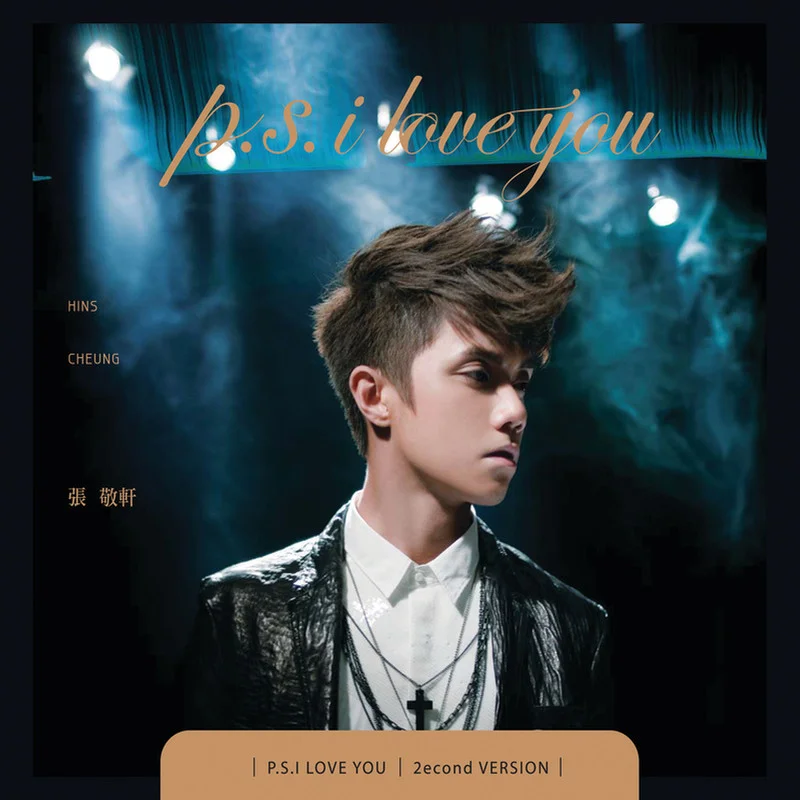 p.s. i love you
HINS
CHEUNG
張 敬軒
| P.S.I LOVE YOU | 2econd VERSION |